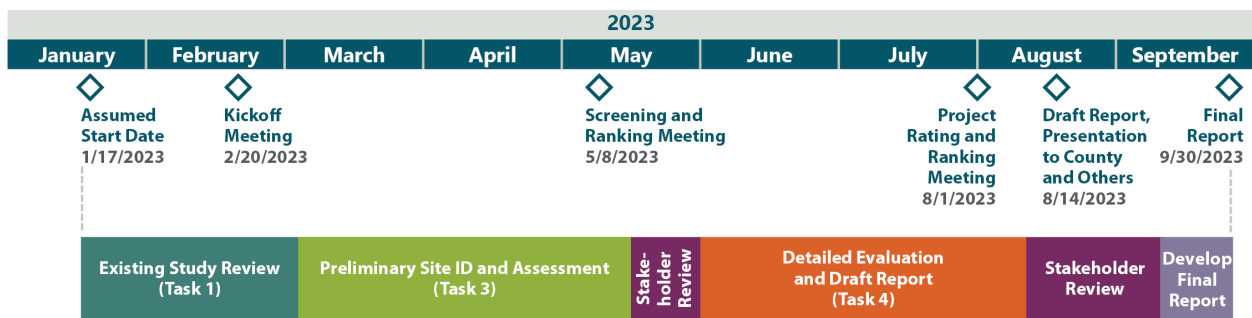 2023
January February March April May June July August September
Assumed
Start Date
1/17/2023
Kickoff
Meeting
2/20/2023
Screening and
Ranking Meeting
5/8/2023
Project
Rating and
Ranking
Meeting
8/1/2023
Draft Report,
Presentation
to County
and Others
8/14/2023
Final
Report
9/30/2023
Existing Study Review
(Task 1)
Preliminary Site ID and Assessment
(Task 3)
Stake-
holder
Review
Detailed Evaluation
and Draft Report
(Task 4)
Stakeholder
Review
Develop
Final
Report